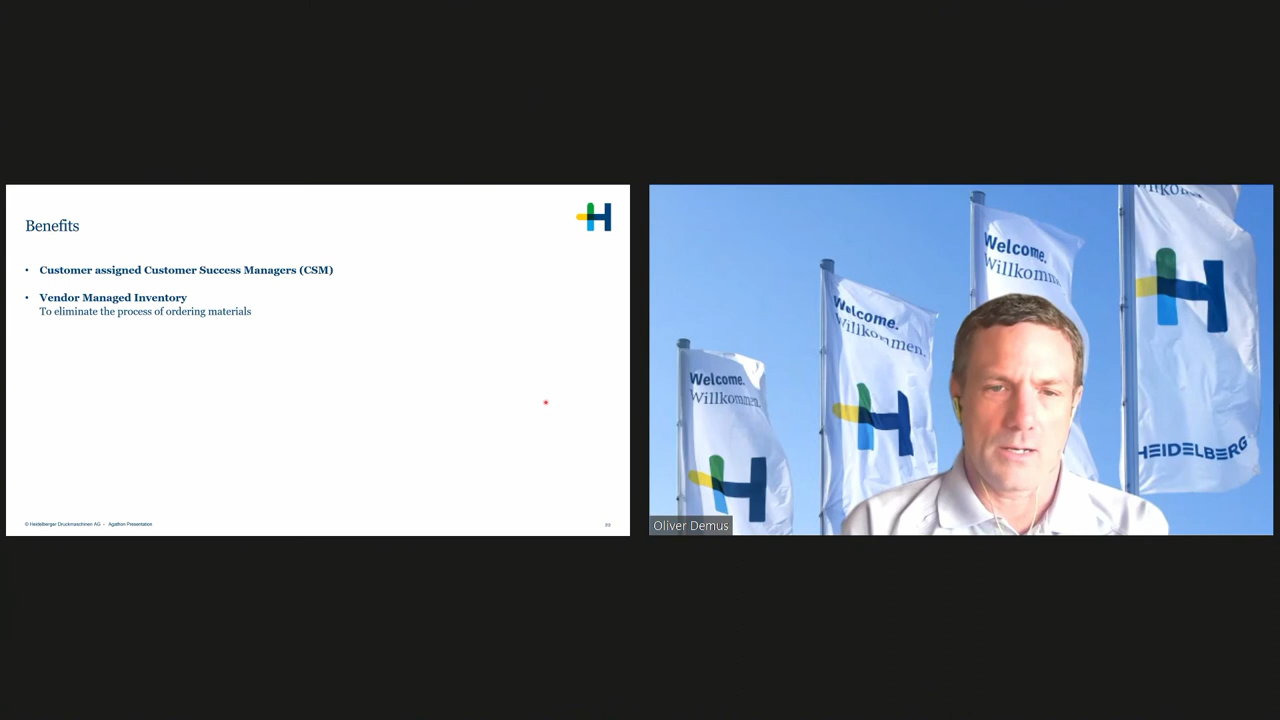 Benefits
• Customer assigned Customer Success Managers (CSM)
• Vendor Managed Inventory
To eliminate the process of ordering materials
© Heidelberger Druckmaschinen AG – Agathon Presentation
Welcome.
Willkommen.
Welcome.
Willkommen.
Welcome.
Willkomm
HEIDELBERG
Oliver Demus